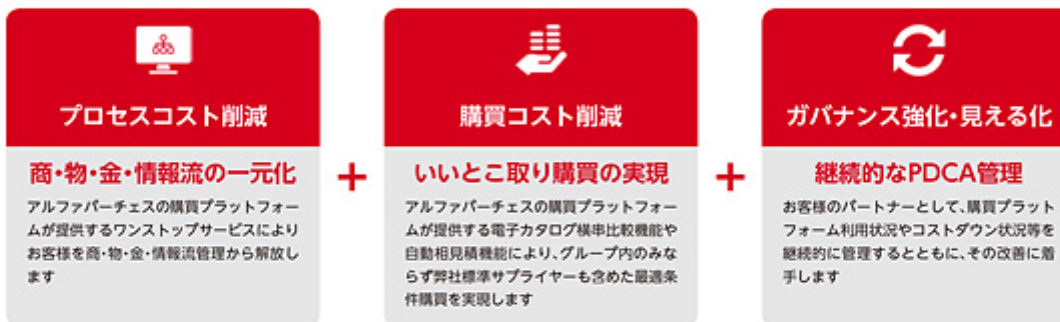 プロセスコスト削減
商・物・金・情報流の一元化
アルファパーチェスの購買プラットフォー
ムが提供するワンストップサービスにより
お客様を商・物・金・情報流管理から解放し
ます
+
購買コスト削減
いいとこ取り購買の実現
アルファパーチェスの購買プラットフォー
ムが提供する電子カタログ横串比較機能や
自動相見積機能により、グループ内のみな
らず弊社標準サプライヤーも含めた最適条
件購買を実現します
+
ガバナンス強化・見える化
継続的なPDCA管理
お客様のパートナーとして、購買プラット
フォーム利用状況やコストダウン状況等を
継続的に管理するとともに、その改善に着
手します